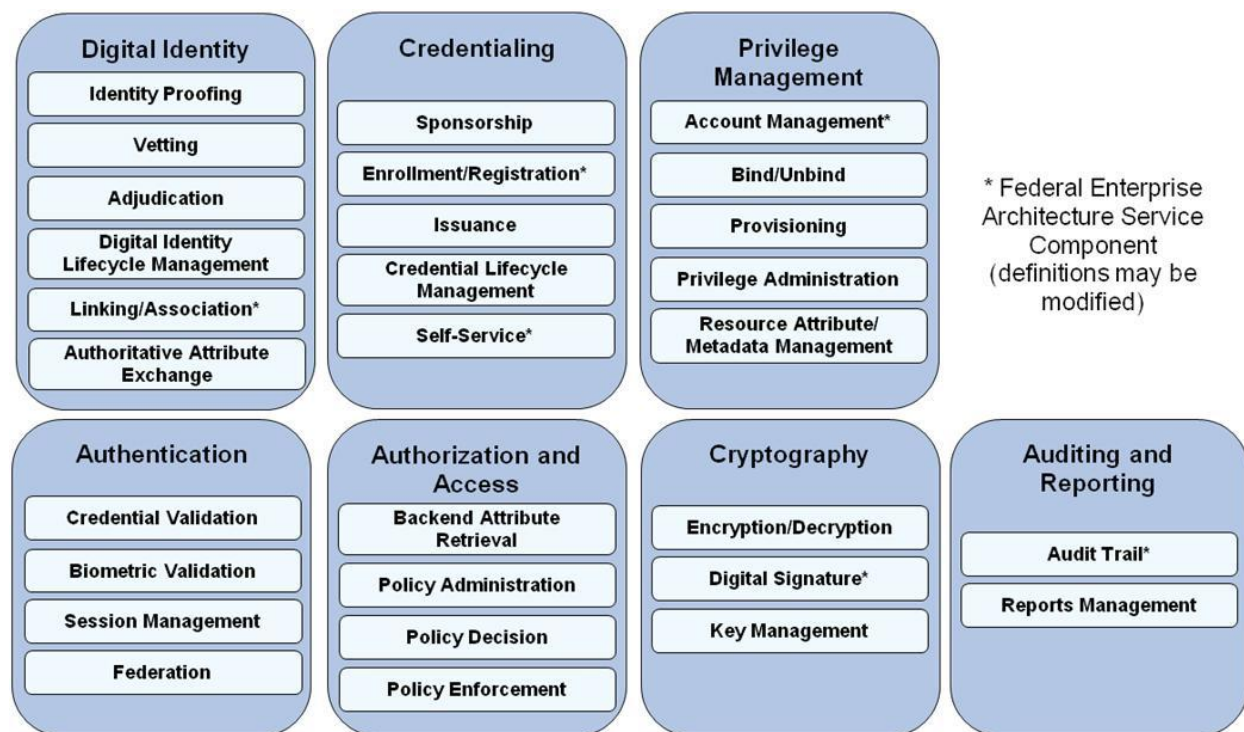 Digital Identity
Identity Proofing
Vetting
Adjudication
Digital Identity
Lifecycle Management
Linking/Association*
Authoritative Attribute
Exchange
Credentialing
Sponsorship
Enrollment/Registration*
Issuance
Credential Lifecycle
Management
Self-Service*
Privilege
Management
Account Management*
Bind/Unbind
Provisioning
Privilege Administration
Resource Attribute/
Metadata Management
* Federal Enterprise
Architecture Service
Component
(definitions may be
modified)
Authentication
Credential Validation
Biometric Validation
Session Management
Federation
Authorization and
Access
Backend Attribute
Retrieval
Policy Administration
Policy Decision
Policy Enforcement
Cryptography
Encryption/Decryption
Digital Signature*
Key Management
Auditing and
Reporting
Audit Trail*
Reports Management